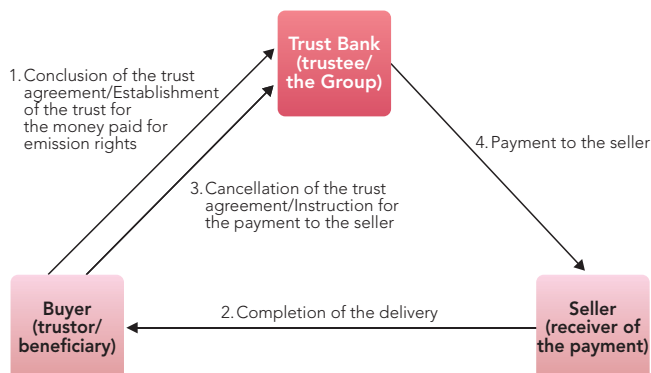 Trust Bank
(trustee/
the Group)
1. Conclusion of the trust
agreement/Establishment
of the trust for
the money paid for
emission rights
4. Payment to the seller
3. Cancellation of the trust
agreement/Instruction for
the payment to the seller
Buyer
(trustor/
beneficiary)
2. Completion of the delivery
Seller
(receiver of
the payment)